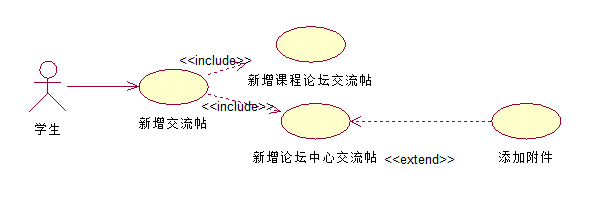 <<include>>
新增课程论坛交流帖
<<include>>
学生
新增交流帖
新增论坛中心交流帖
<<extend>>
添加附件